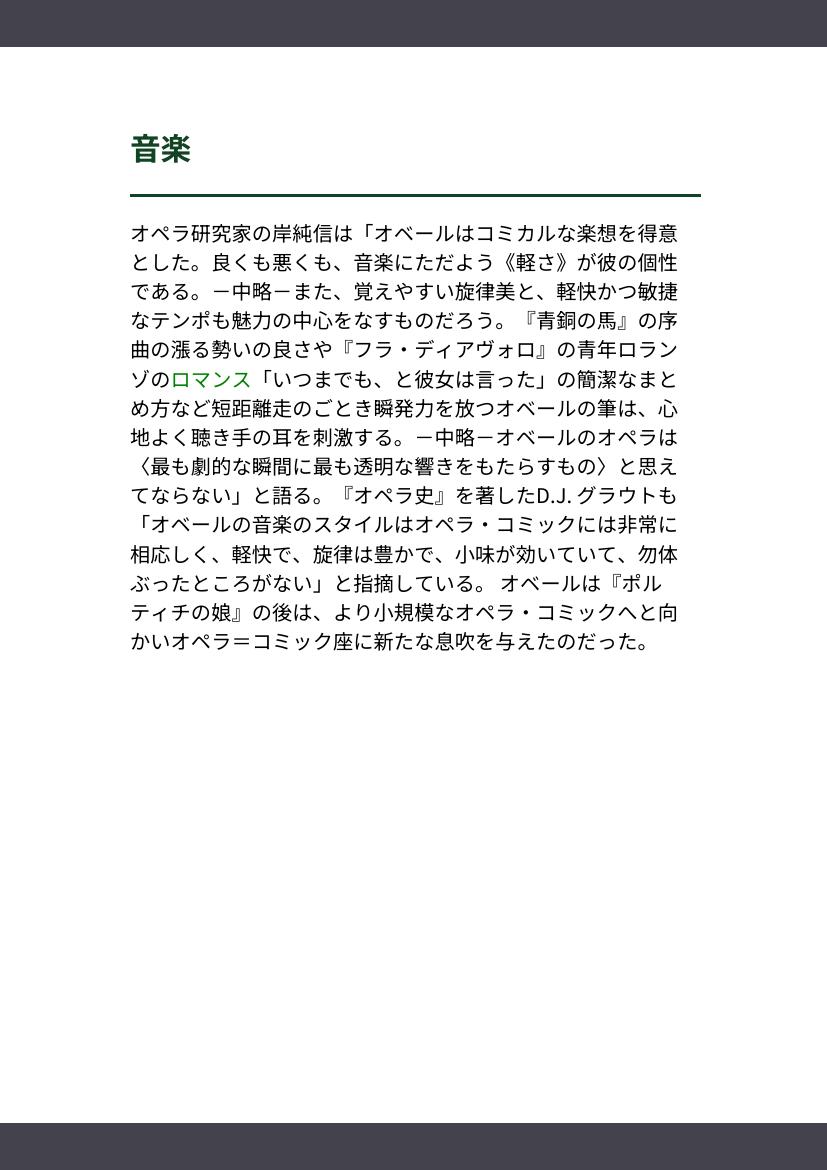 音楽
オペラ研究家の岸純信は「オベールはコミカルな楽想を得意
とした。良くも悪くも、音楽にただよう《軽さ》が彼の個性
である。－中略－また、覚えやすい旋律美と、軽快かつ敏捷
なテンポも魅力の中心をなすものだろう。『青銅の馬』の序
曲の漲る勢いの良さや『フラ・ディアヴォロ』の青年ロラン
ゾのロマンス「いつまでも、と彼女は言った」の簡潔なまと
め方など短距離走のごとき瞬発力を放つオベールの筆は、心
地よく聴き手の耳を刺激する。－中略－オベールのオペラは
〈最も劇的な瞬間に最も透明な響きをもたらすもの〉と思え
てならない」と語る。『オペラ史』を著したD.J. グラウトも
「オベールの音楽のスタイルはオペラ・コミックには非常に
相応しく、軽快で、旋律は豊かで、小味が効いていて、勿体
ぶったところがない」と指摘している。 オベールは『ポル
ティチの娘』の後は、より小規模なオペラ・コミックへと向
かいオペラ＝コミック座に新たな息吹を与えたのだった。